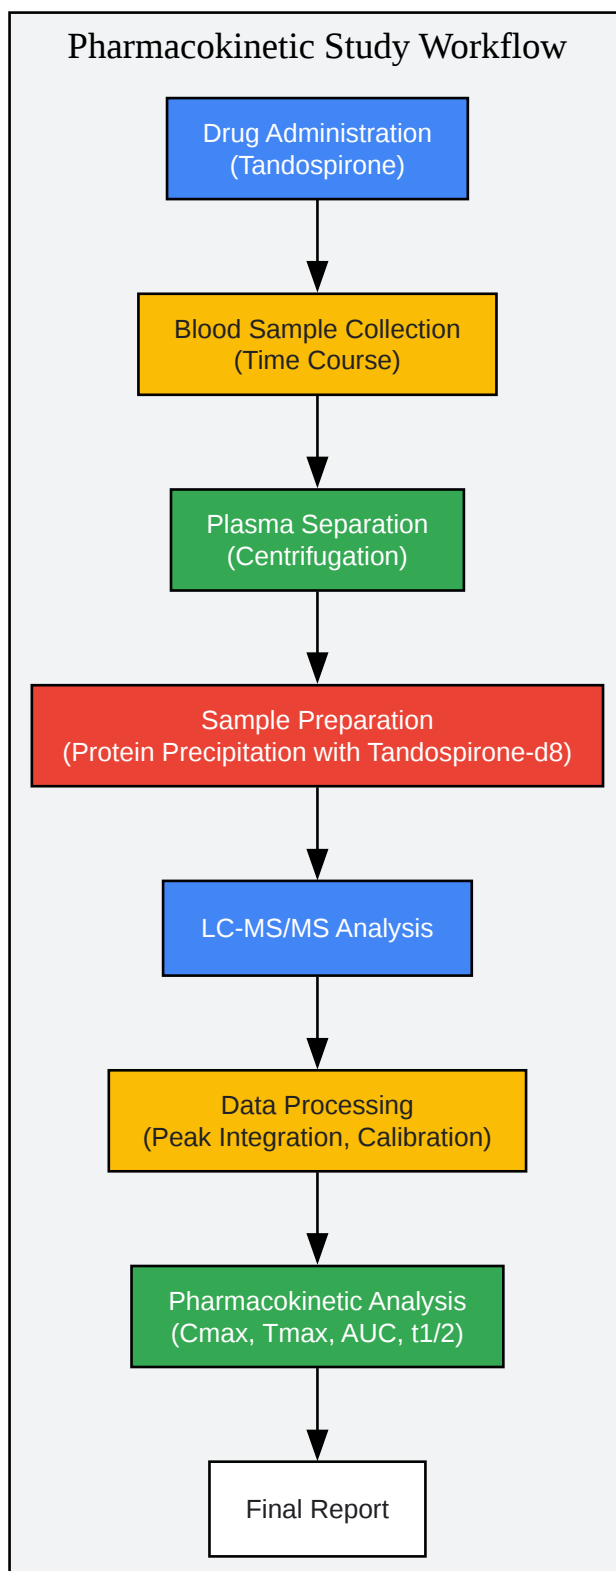 Pharmacokinetic Study Workflow
Drug Administration
(Tandospirone)
Blood Sample Collection
(Time Course)
Plasma Separation
(Centrifugation)
Sample Preparation
(Protein Precipitation with Tandospirone-d8)
LC-MS/MS Analysis
Data Processing
(Peak Integration, Calibration)
Pharmacokinetic Analysis
(Cmax, Tmax, AUC, t1/2)
Final Report